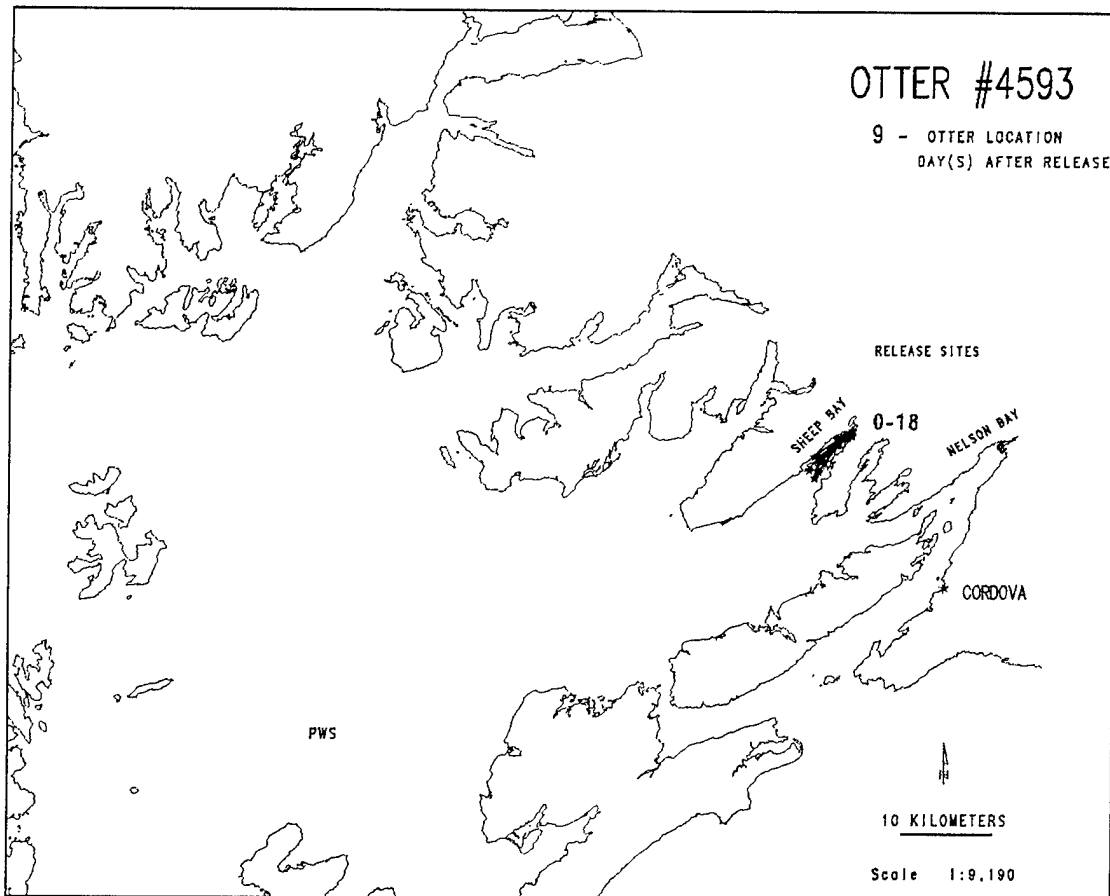 OTTER #4593
9 - OTTER LOCATION
DAY(S) AFTER RELEASE
RELEASE SITES
SHEEP BAY
0-18
NELSON BAY
CORDOVA
PWS
N
10 KILOMETERS
Scale 1:9,190